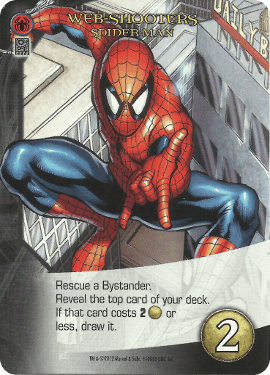 WEB-SHOOTERS
SPIDER-MAN
DAILY
Rescue a Bystander.
Reveal the top card of your deck.
If that card costs 2 or
less, draw it.
2